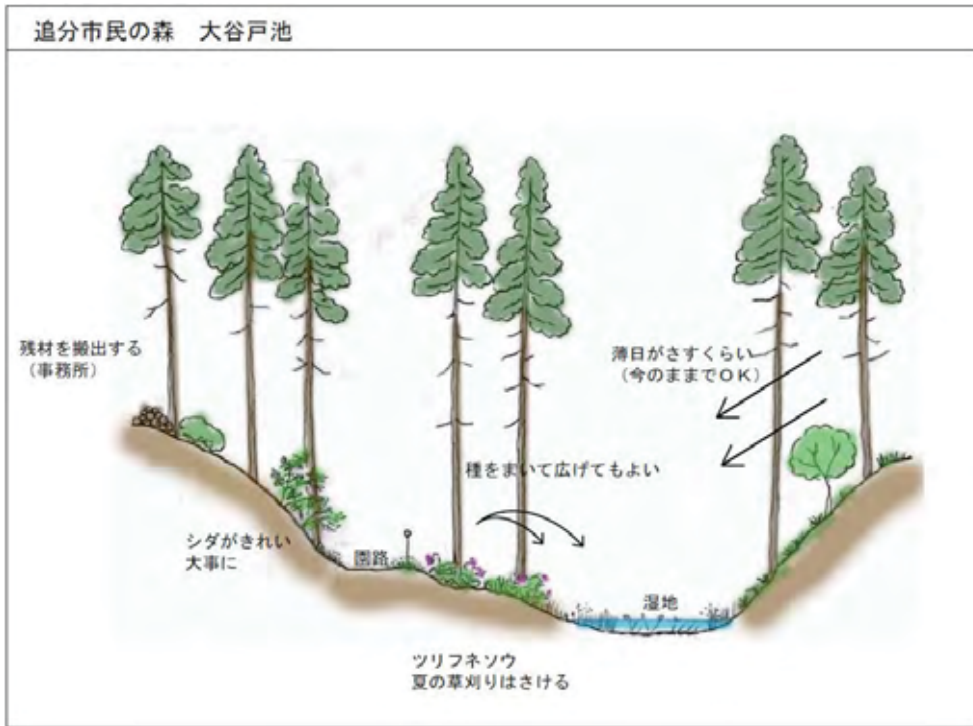 追分市民の森　大谷戸池
残材を搬出する
（事務所）
薄日がさすくらい
（今のままでOK）
種をまいて広げてもよい
シダがきれい
大事に
園路
湿地
ツリフネソウ
夏の草刈りはさける